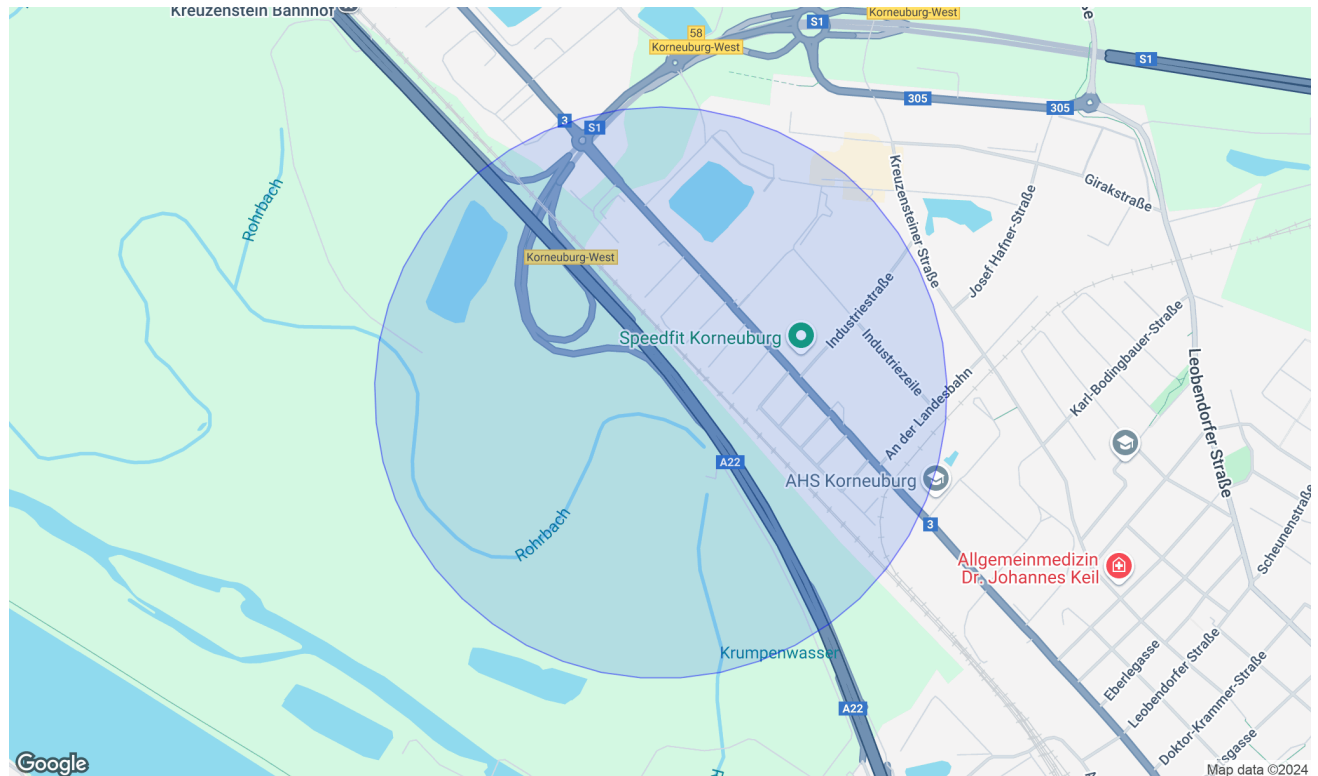 Kreuzenstein Bahnhof
Korneuburg-West
58
S1
Korneuburg-West
S1
305
305
3
S1
Kreuzensteiner Straße
Girakstraße
Rohrbach
Josef Hafner-Straße
Korneuburg-West
Industriestraße
Speedfit Korneuburg
Industriezeile
Karl-Bodingbauer-Straße
Leobendorfer Straße
An der Landesbahn
A22
AHS Korneuburg
3
Rohrbach
Scheunenstraße
Allgemeinmedizin
Dr. Johannes Keil
Krumpenwasser
Eberlegasse
Leobendorfer Straße
A22
Doktor-Krammer-Straße
Google
Map data ©2024